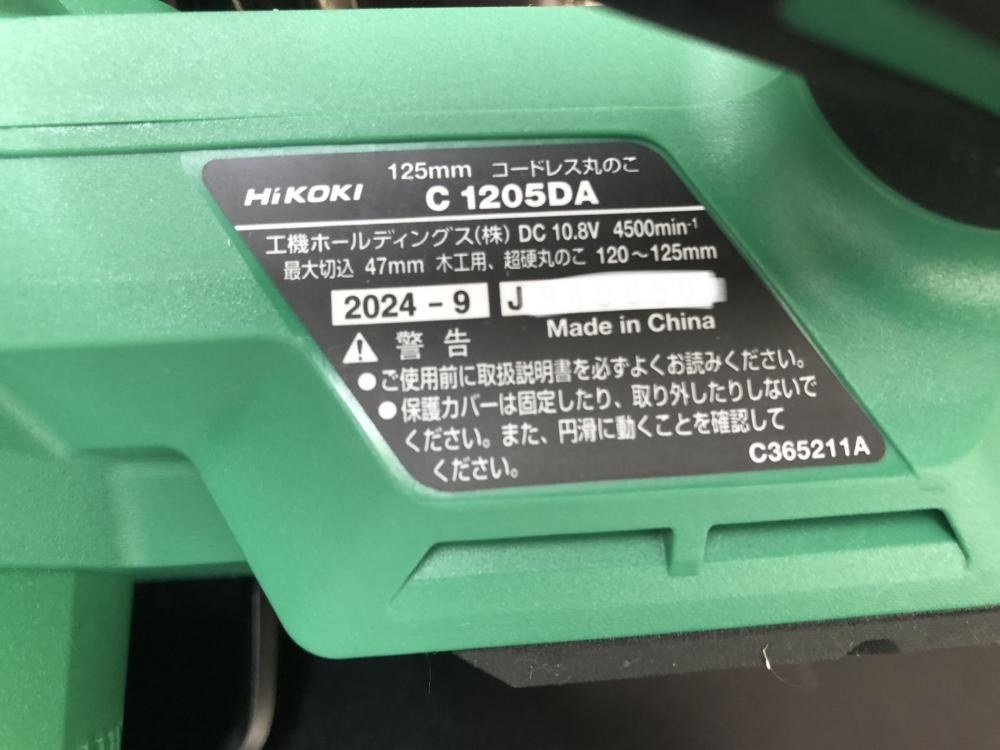 125mm コードレス丸のこ
HiKOKI C 1205DA
工機ホールディングス(株) DC 10.8V 4500min⁻¹
最大切込 47mm 木工用、超硬丸のこ 120～125mm
2024 - 9 J
Made in China
警告
●ご使用前に取扱説明書を必ずよくお読みください。
●保護カバーは固定したり、取り外したりしないで
ください。また、円滑に動くことを確認して
ください。
C365211A